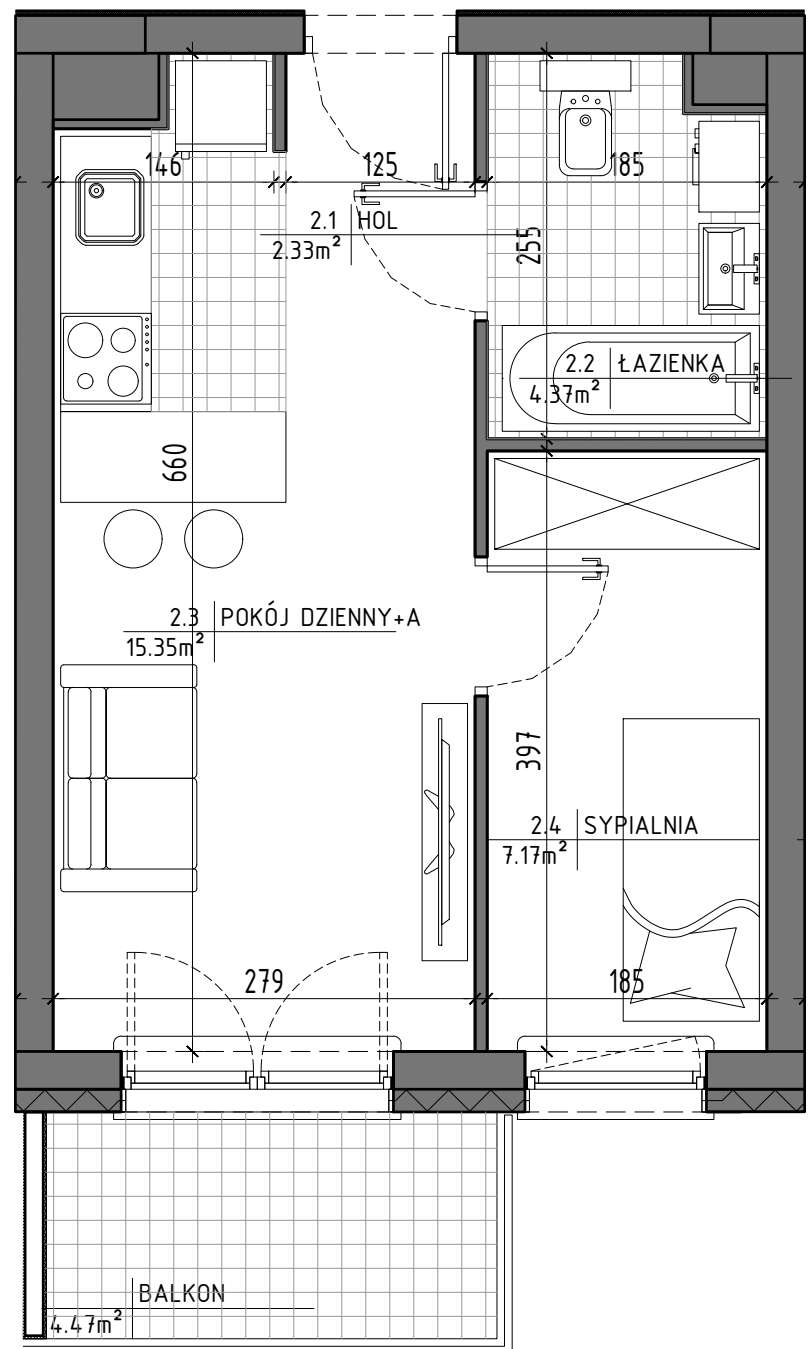 146
125
185
2.1 HOL
2.33m²
255
2.2 ŁAZIENKA
4.37m²
660
2.3 POKÓJ DZIENNY+A
15.35m²
397
2.4 SYPIALNIA
7.17m²
279
185
BALKON
4.47m²